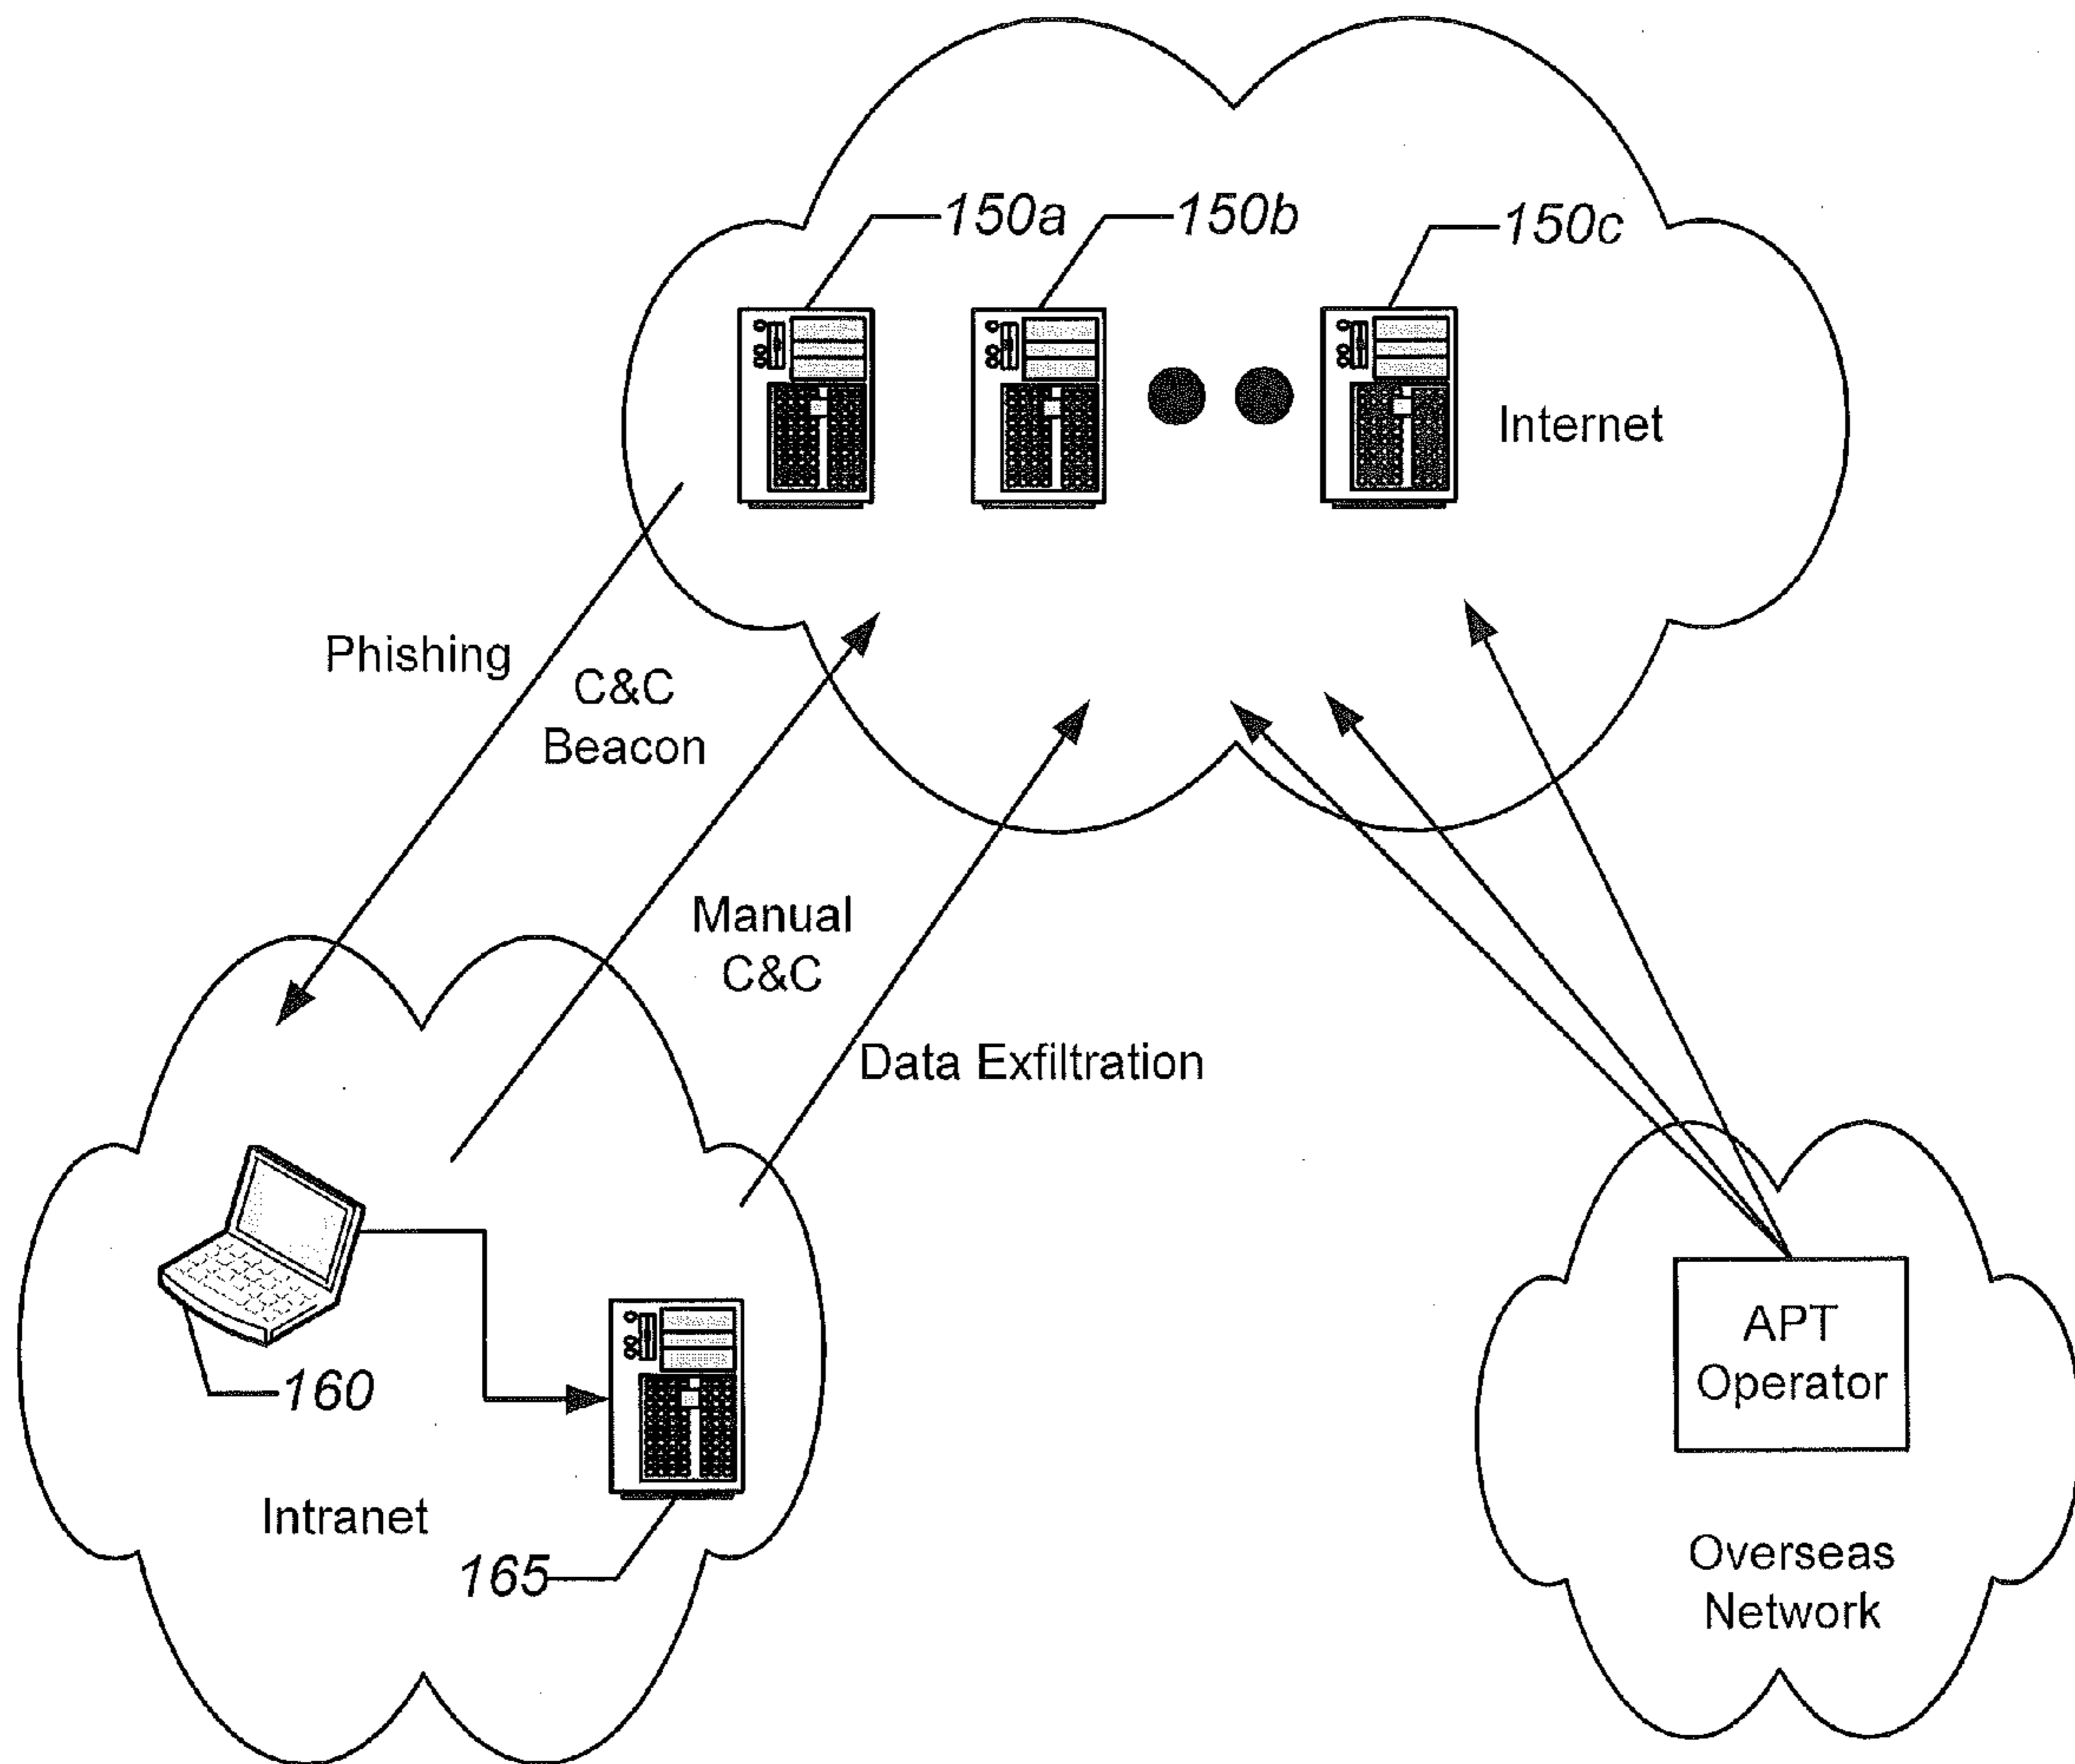 150a
150b
150c
Internet
Phishing
C&C
Beacon
Manual
C&C
Data Exfiltration
160
Intranet
165
APT
Operator
Overseas
Network